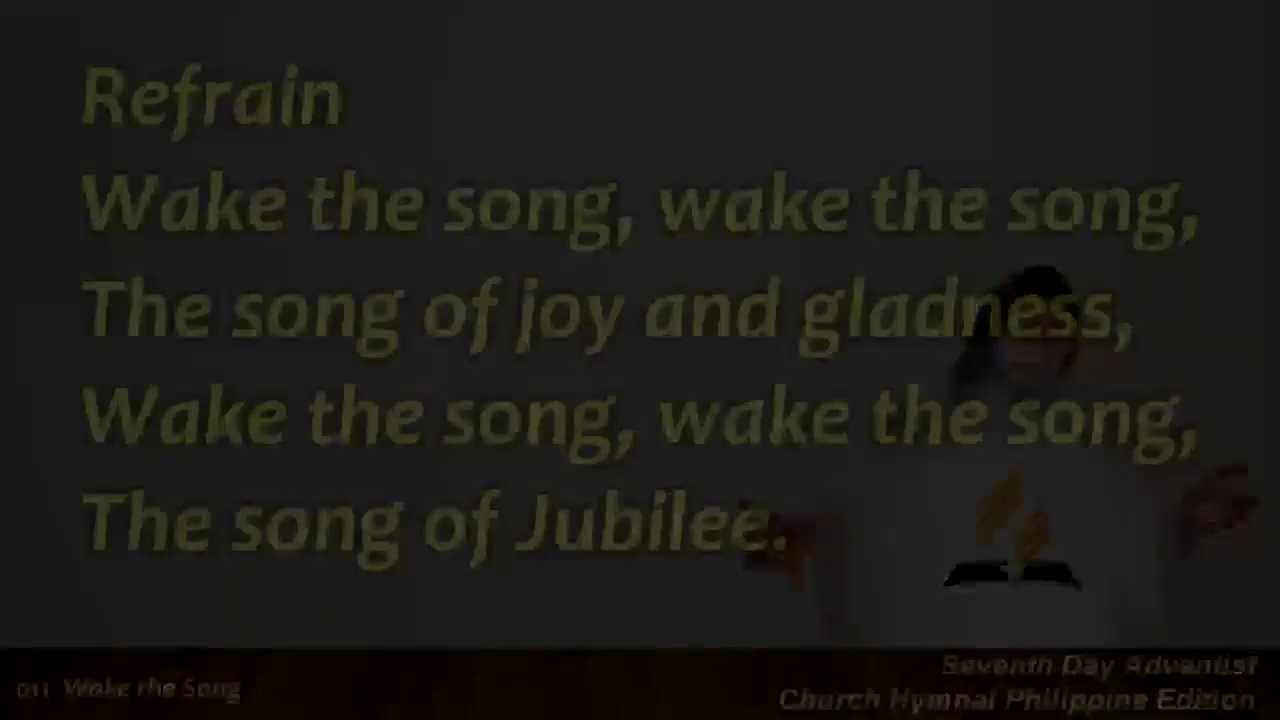 Refrain
Wake the song, wake the song,
The song of joy and gladness,
Wake the song, wake the song,
The song of Jubilee.
011 Wake the Song
Seventh Day Advantist
Church Hymnal Philippine Edition